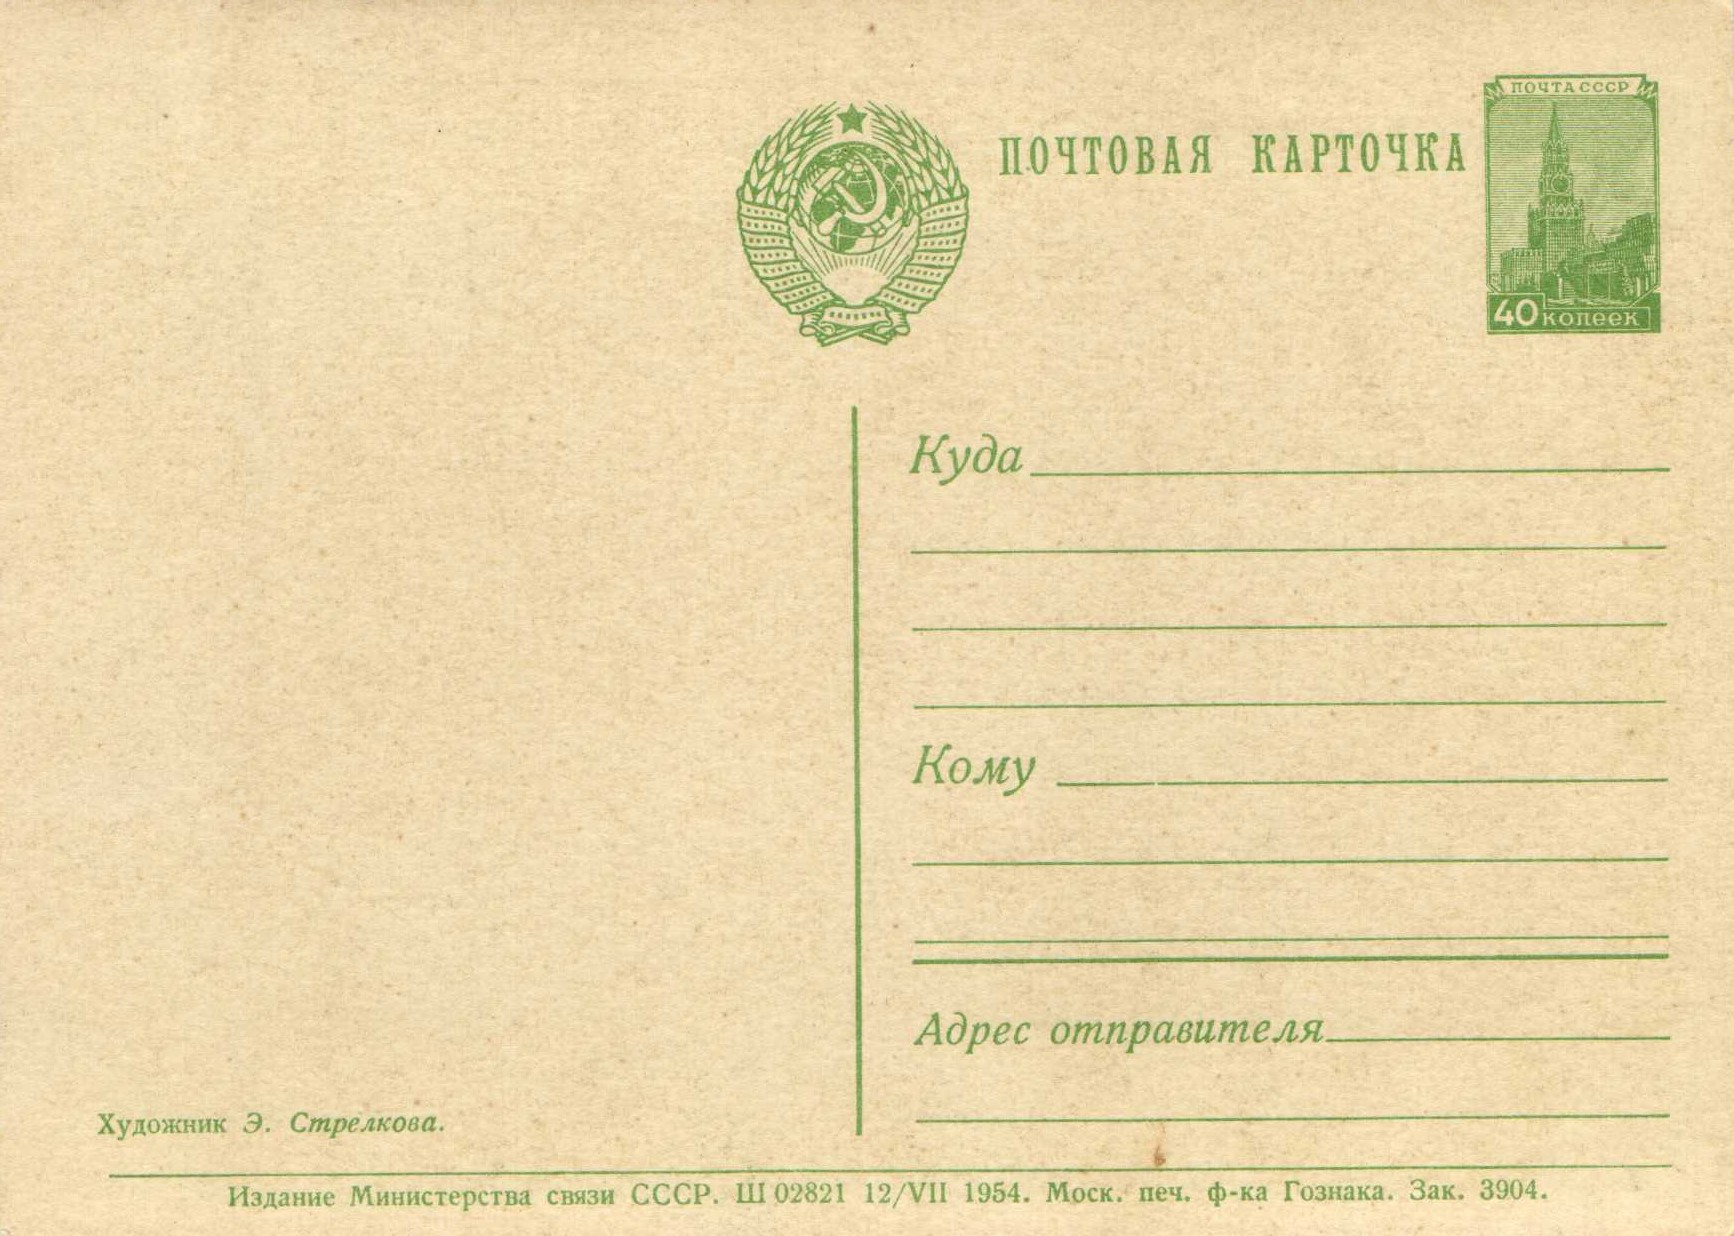 ПОЧТА СССР
ПОЧТОВАЯ КАРТОЧКА
40 копеек
Куда
Кому
Адрес отправителя
Художник Э. Стрелкова.
Издание Министерства связи СССР. Ш 02821 12/VII 1954. Моск. печ. ф-ка Гознака. Зак. 3904.